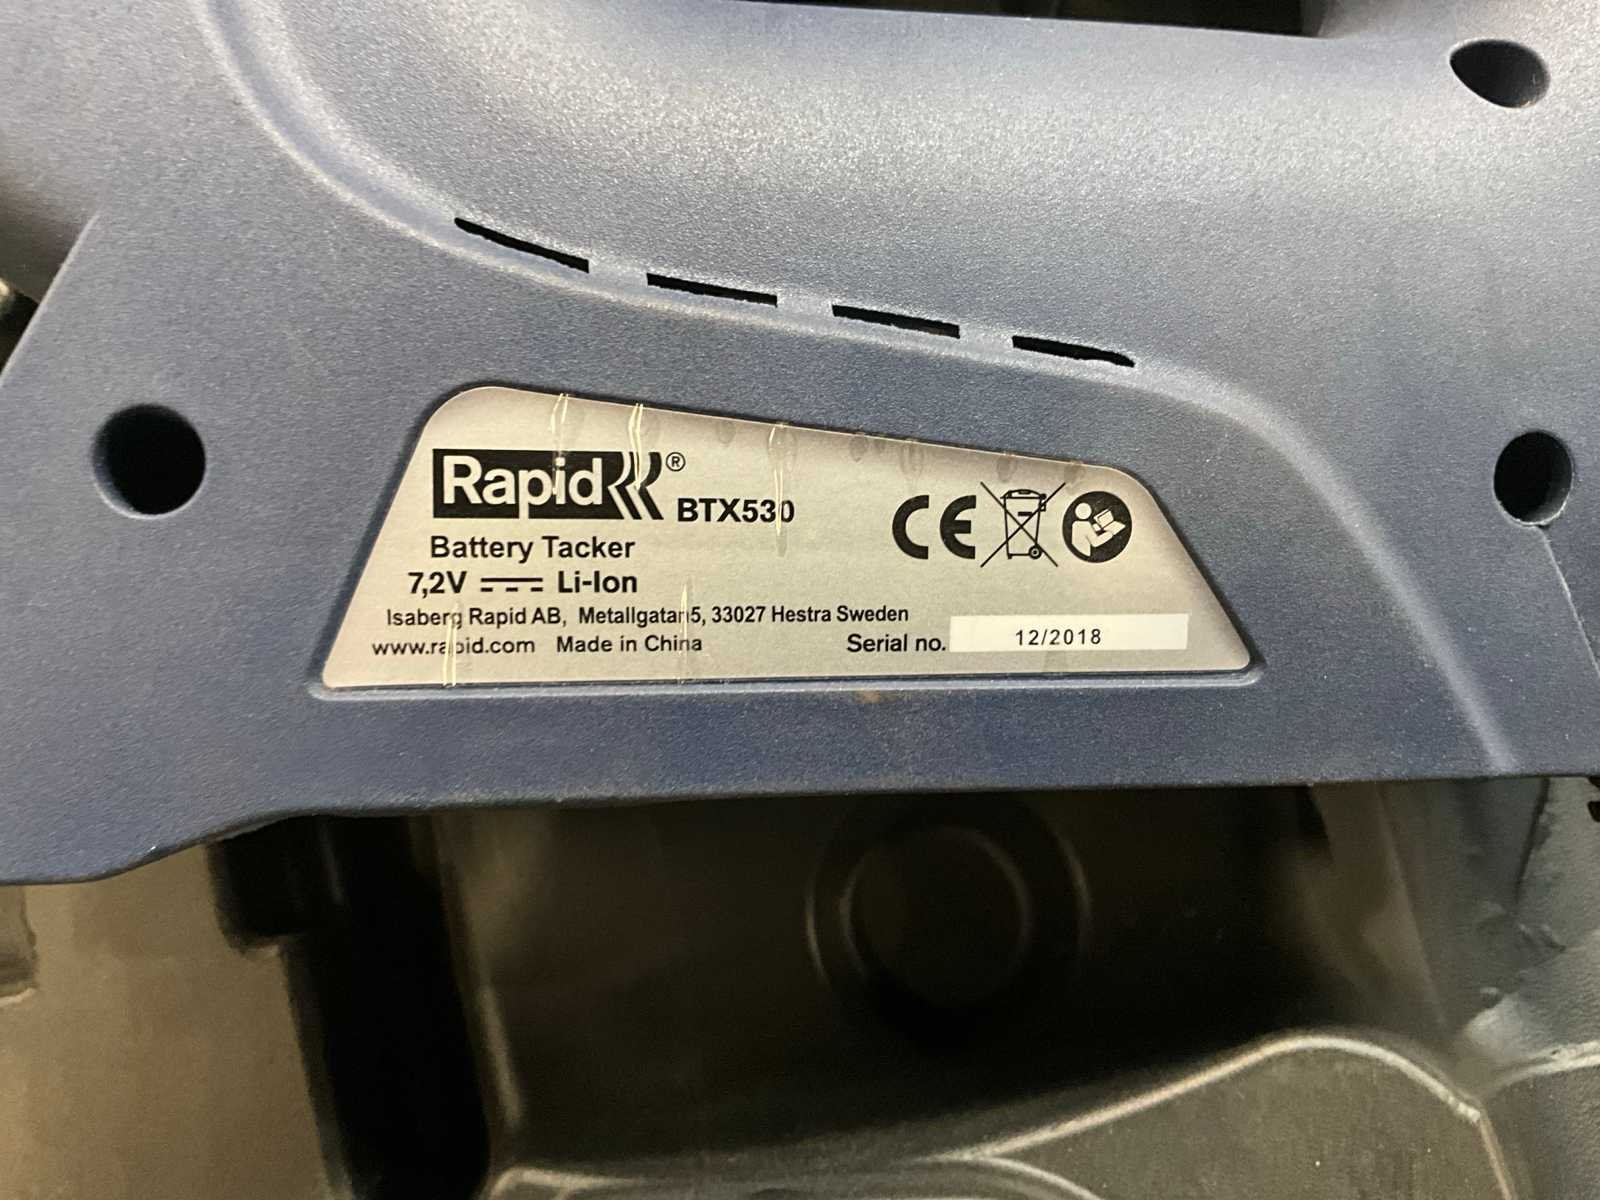 Rapid®
BTX530
Battery Tacker
7,2V Li-Ion
Isaberg Rapid AB, Metallgatan5, 33027 Hestra Sweden
www.rapid.com Made in China
Serial no. 12/2018
CE